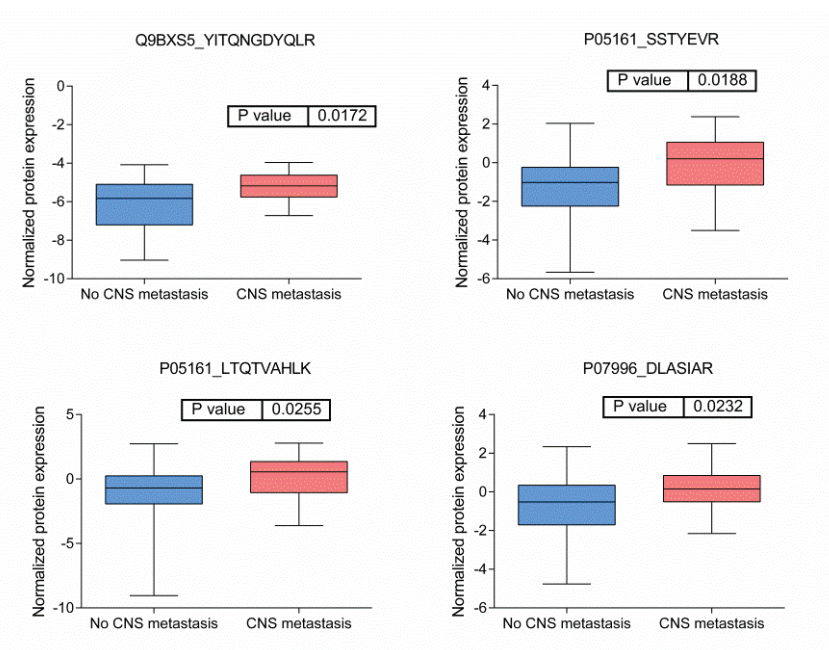 Q9BXS5_YITQNGDYQLR
P value 0.0172
Normalized protein expression
0
-2
-4
-6
-8
-10
No CNS metastasis CNS metastasis
P05161_SSTYEVR
P value 0.0188
Normalized protein expression
4
2
0
-2
-4
-6
No CNS metastasis CNS metastasis
P05161_LTQTVAHLK
P value 0.0255
Normalized protein expression
5
0
-5
-10
No CNS metastasis CNS metastasis
P07996_DLASIAR
P value 0.0232
Normalized protein expression
4
2
0
-2
-4
-6
No CNS metastasis CNS metastasis